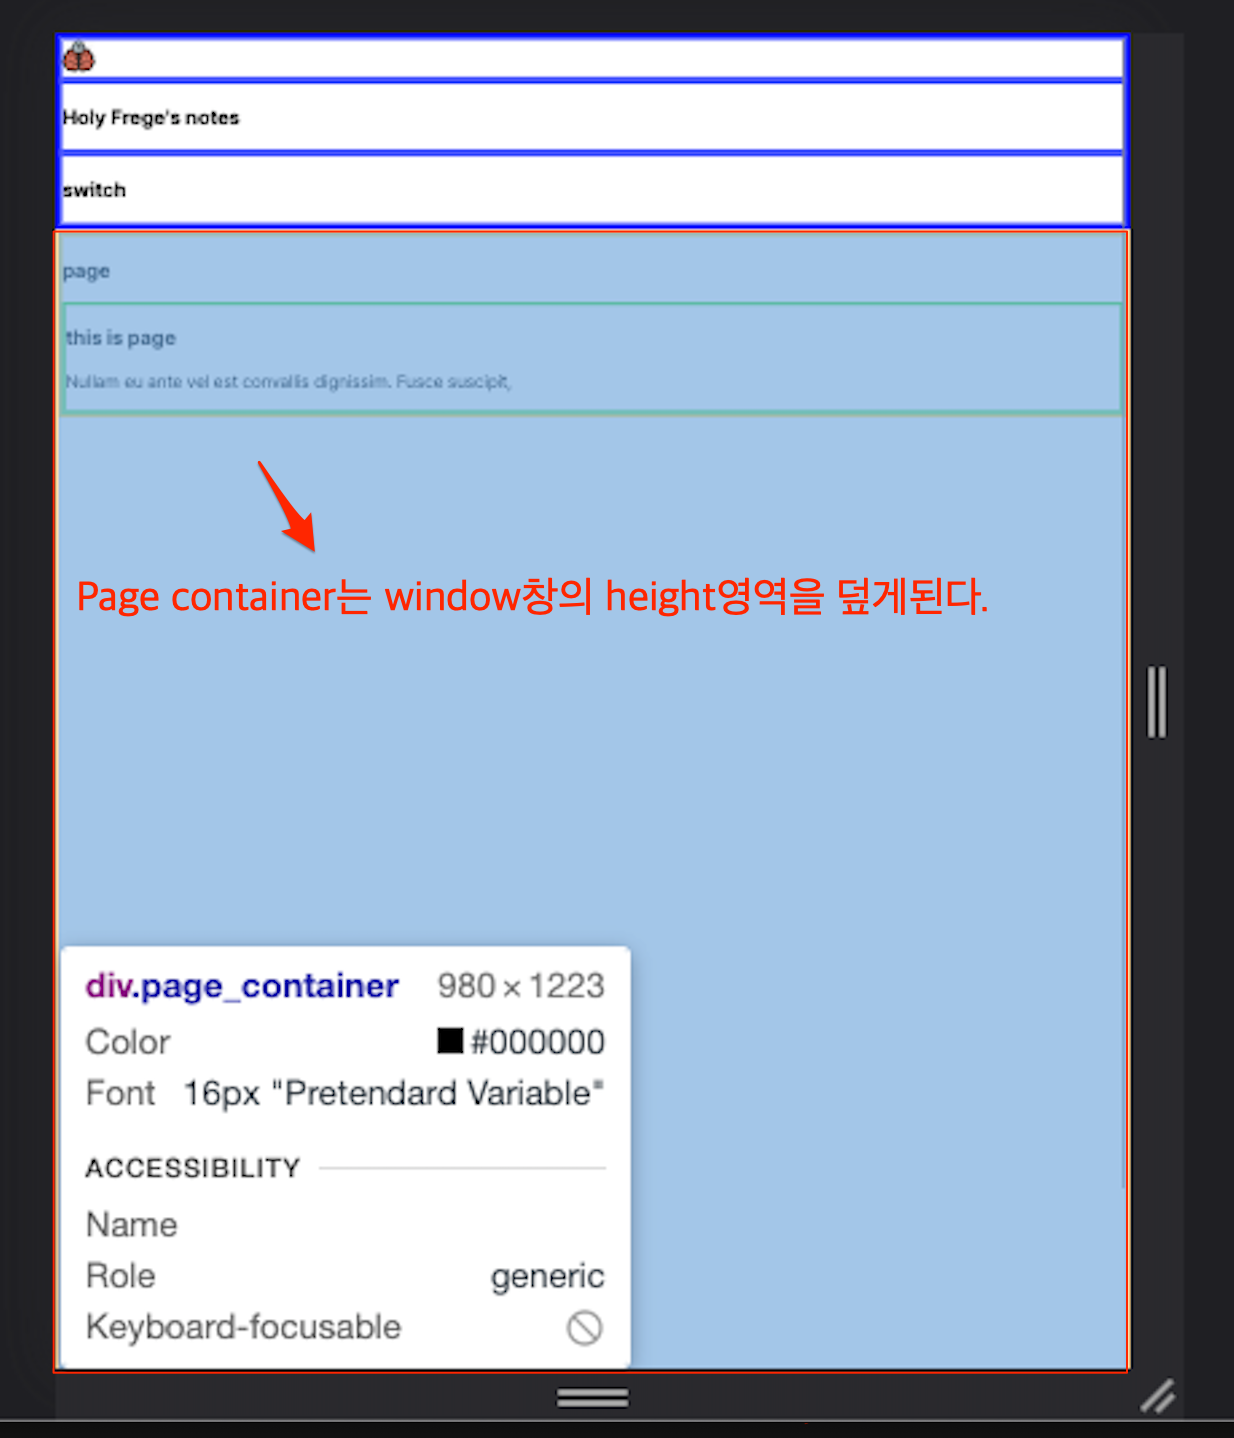 Holy Frege's notes
switch
page
this is page
Nullam eu ante vel est convallis dignissim. Fusce suscipit,
Page container는 window창의 height영역을 덮게된다.
div.page_container 980 × 1223
Color #000000
Font 16px "Pretendard Variable"
ACCESSIBILITY
Name
Role generic
Keyboard-focusable